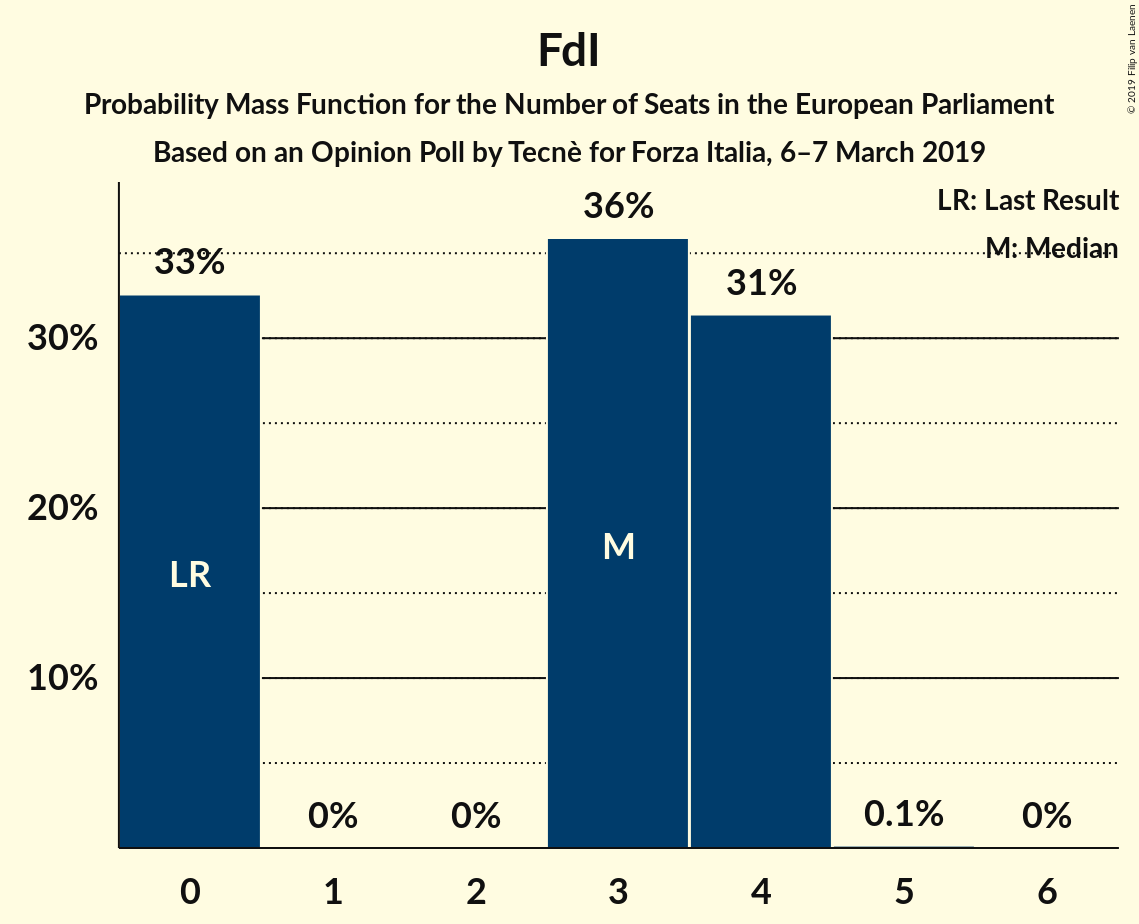 FdI
Probability Mass Function for the Number of Seats in the European Parliament
Based on an Opinion Poll by Tecnè for Forza Italia, 6–7 March 2019
© 2019 Filip van Laenen
LR: Last Result
M: Median
36%
33%
31%
30%
20%
10%
LR
M
0%
0%
0.1%
0%
0 1 2 3 4 5 6